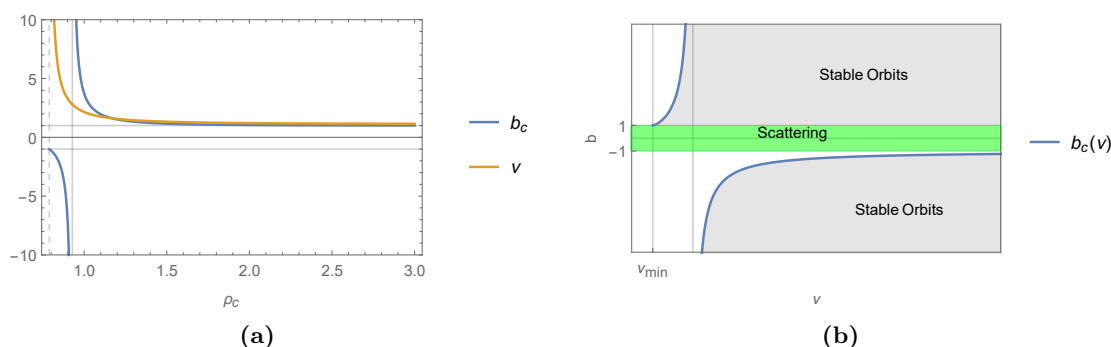 10
5
0
−5
−10
1.0
1.5
2.0
2.5
3.0
ρc
bc
v
(a)
Stable Orbits
Scattering
Stable Orbits
1
−1
b
vmin
v
bc(v)
(b)